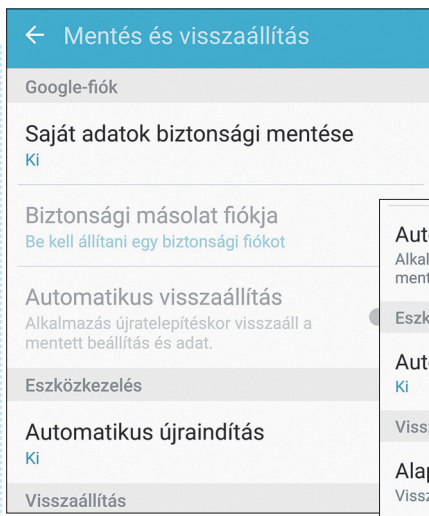 Mentés és visszaállítás
Google-fiók
Saját adatok biztonsági mentése
Ki
Biztonsági másolat fiókja
Be kell állítani egy biztonsági fiókot
Automatikus visszaállítás
Alkalmazás újratelepítéskor visszaáll a
mentett beállítás és adat.
Eszközkezelés
Automatikus újraindítás
Ki
Visszaállítás
Ki